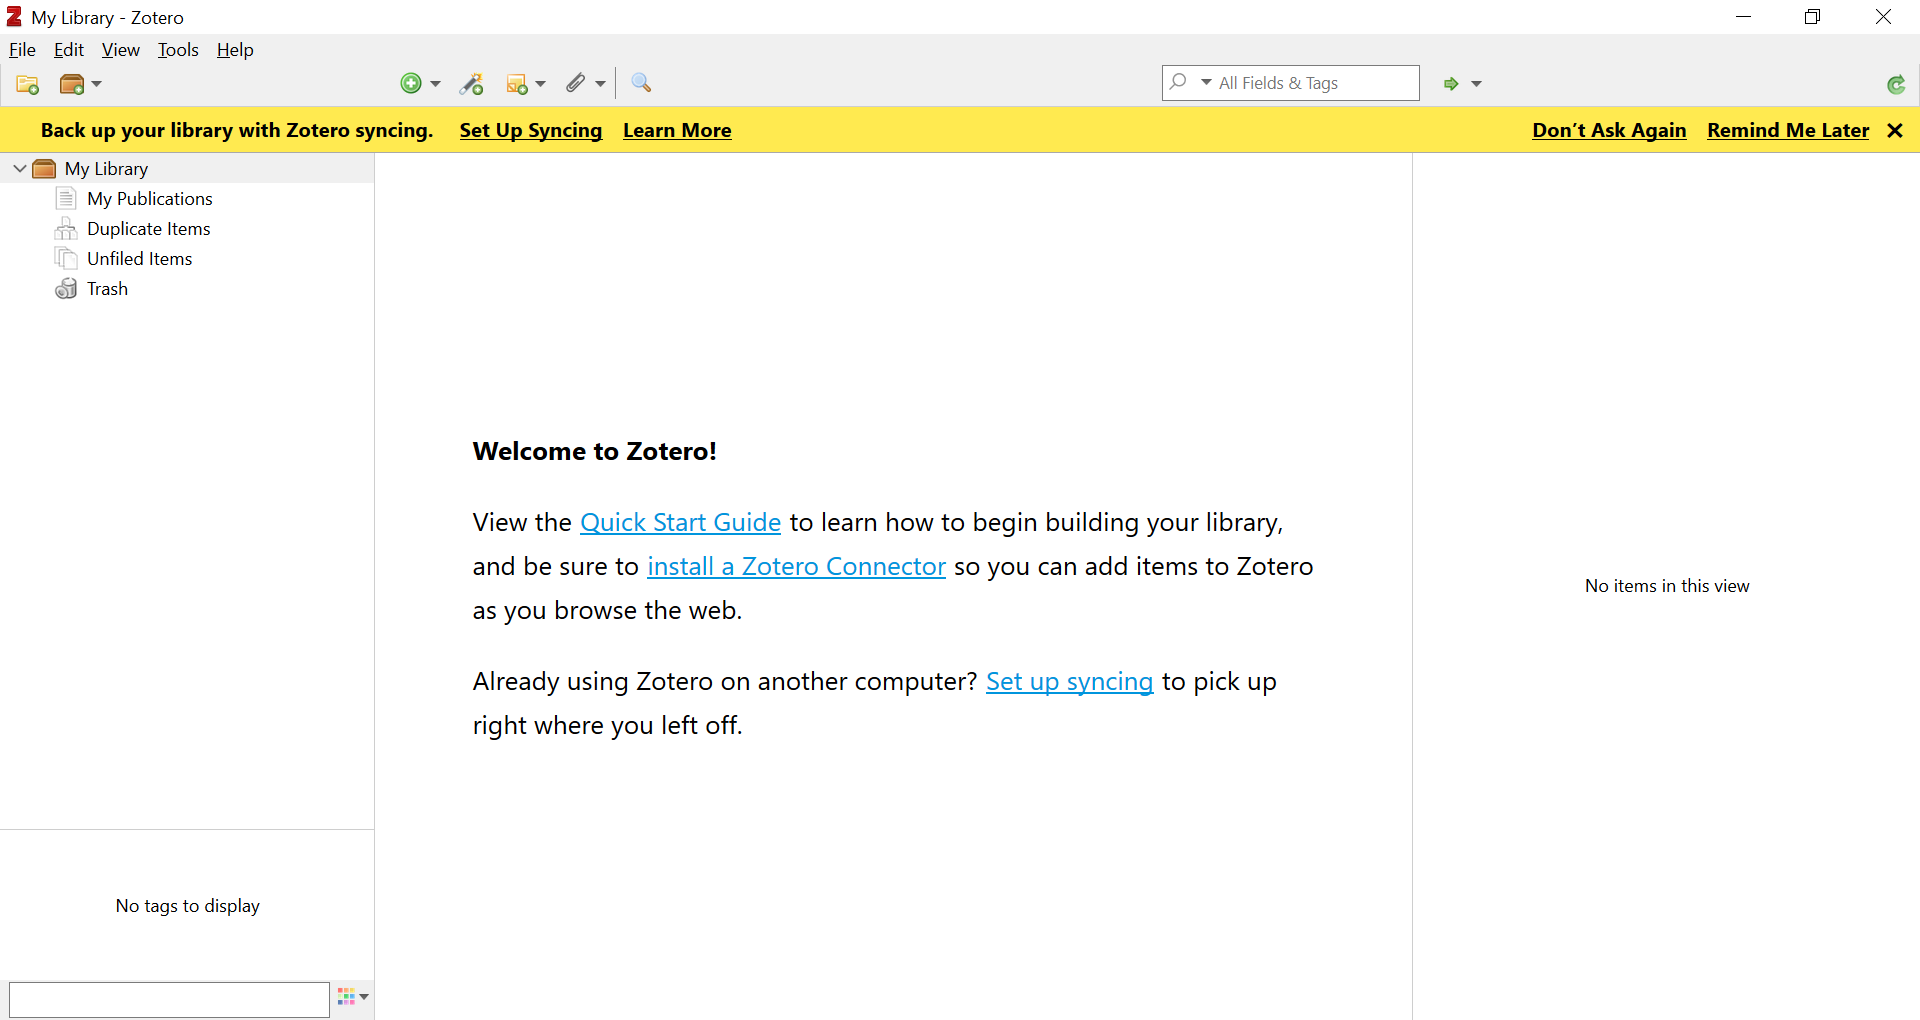 My Library - Zotero
File Edit View Tools Help
All Fields & Tags
Back up your library with Zotero syncing. Set Up Syncing Learn More Don’t Ask Again Remind Me Later
My Library
My Publications
Duplicate Items
Unfiled Items
Trash
Welcome to Zotero!
View the Quick Start Guide to learn how to begin building your library,
and be sure to install a Zotero Connector so you can add items to Zotero
as you browse the web.
Already using Zotero on another computer? Set up syncing to pick up
right where you left off.
No items in this view
No tags to display